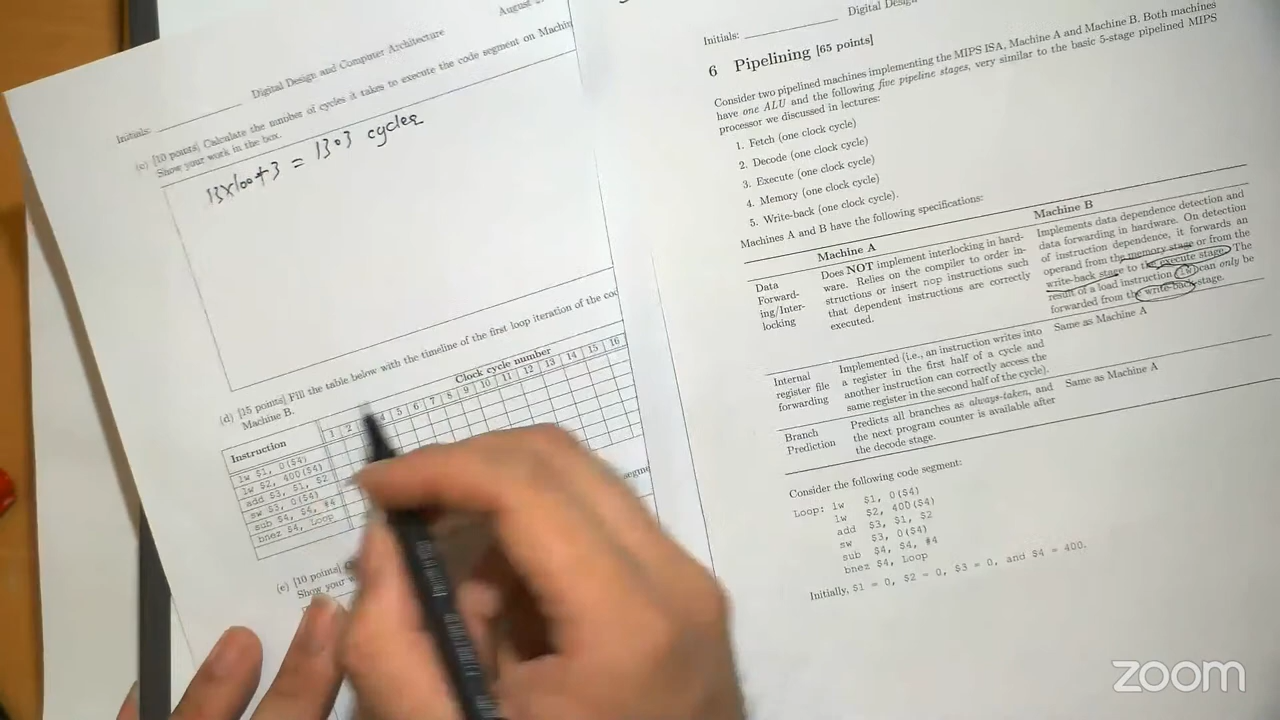 August 2
Initials:
Digital Design and Computer Architecture
(c) [10 points] Calculate the number of cycles it takes to execute the code segment on Machin
Show your work in the box.
13x100+3 = 1303 cycles
(d) [15 points] Fill the table below with the timeline of the first loop iteration of the cod
Machine B.
Clock cycle number
Instruction
1 2 4 5 6 7 8 9 10 11 12 13 14 15 16
lw $1, 0($4)
lw $2, 400($4)
add $3, $1, $2
sw $3, 0($4)
sub $4, $4, #4
bnez $4, Loop
segme
(e) [10 points]
Show your
Initials:
Digital Desig
6 Pipelining [65 points]
Consider two pipelined machines implementing the MIPS ISA, Machine A and Machine B. Both machines
have one ALU and the following five pipeline stages, very similar to the basic 5-stage pipelined MIPS
processor we discussed in lectures:
1. Fetch (one clock cycle)
2. Decode (one clock cycle)
3. Execute (one clock cycle)
4. Memory (one clock cycle)
5. Write-back (one clock cycle).
Machines A and B have the following specifications:
Machine A
Machine B
Data
Forward-
ing/Inter-
locking
Does NOT implement interlocking in hard-
ware. Relies on the compiler to order in-
structions or insert nop instructions such
that dependent instructions are correctly
executed.
Implements data dependence detection and
data forwarding in hardware. On detection
of instruction dependence, it forwards an
operand from the memory stage or from the
write-back stage to the execute stage. The
result of a load instruction (lw) can only be
forwarded from the write-back stage.
Internal
register file
forwarding
Implemented (i.e., an instruction writes into
a register in the first half of a cycle and
another instruction can correctly access the
same register in the second half of the cycle).
Same as Machine A
Branch
Prediction
Predicts all branches as always-taken, and
the next program counter is available after
the decode stage.
Same as Machine A
Consider the following code segment:
Loop: lw $1, 0($4)
lw $2, 400($4)
add $3, $1, $2
sw $3, 0($4)
sub $4, $4, #4
bnez $4, Loop
Initially, $1 = 0, $2 = 0, $3 = 0, and $4 = 400.
zoom